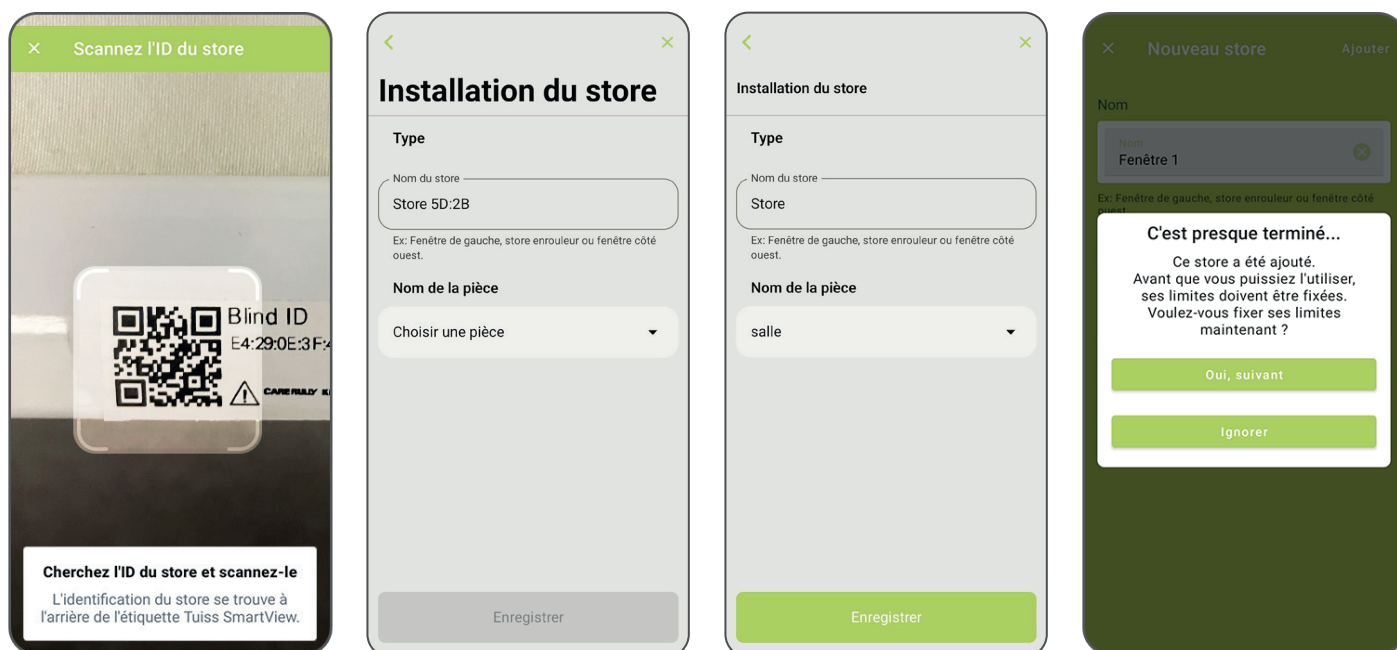 Scannez l'ID du store
Blind ID
E4:29:0E:3F:
CAREFULLY
Cherchez l'ID du store et scannez-le
L'identification du store se trouve à
l'arrière de l'étiquette Tuiss SmartView.
Installation du store
Type
Nom du store
Store 5D:2B
Ex: Fenêtre de gauche, store enrouleur ou fenêtre côté
ouest.
Nom de la pièce
Choisir une pièce
Enregistrer
Installation du store
Type
Nom du store
Store
Ex: Fenêtre de gauche, store enrouleur ou fenêtre côté
ouest.
Nom de la pièce
salle
Enregistrer
Nouveau store
Ajouter
Nom
Nom
Fenêtre 1
Ex: Fenêtre de gauche, store enrouleur ou fenêtre côté
ouest
C'est presque terminé...
Ce store a été ajouté.
Avant que vous puissiez l'utiliser,
ses limites doivent être fixées.
Voulez-vous fixer ses limites
maintenant ?
Oui, suivant
Ignorer